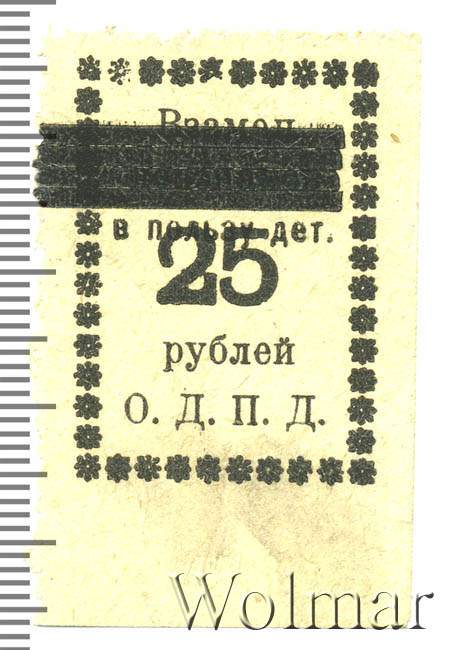 Взамен
в пользу дет.
25
рублей
О. Д. П. Д.
Wolmar